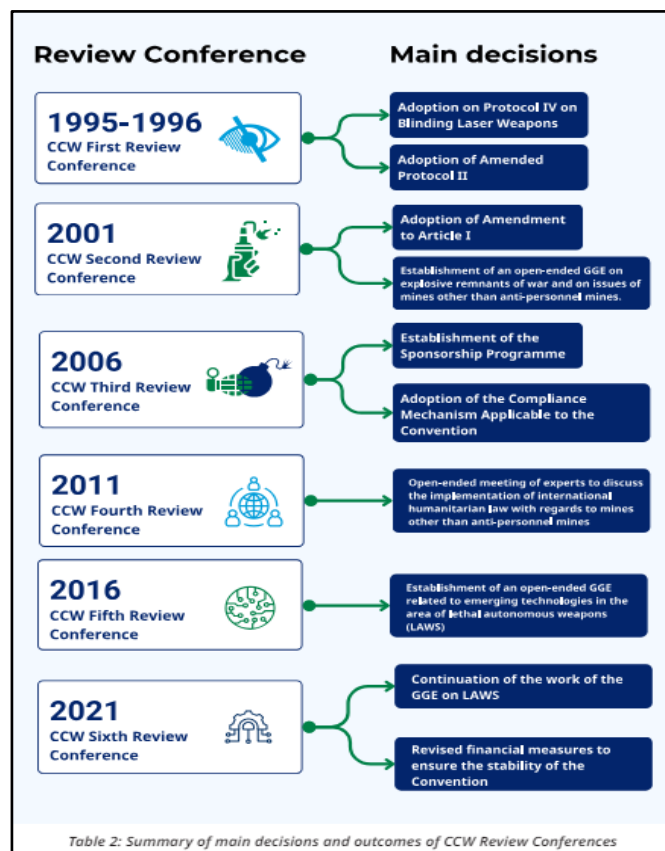 Review Conference
Main decisions
1995-1996
CCW First Review
Conference
Adoption on Protocol IV on
Blinding Laser Weapons
Adoption of Amended
Protocol II
2001
CCW Second Review
Conference
Adoption of Amendment
to Article I
Establishment of an open-ended GGE on
explosive remnants of war and on issues of
mines other than anti-personnel mines.
2006
CCW Third Review
Conference
Establishment of the
Sponsorship Programme
Adoption of the Compliance
Mechanism Applicable to the
Convention
2011
CCW Fourth Review
Conference
Open-ended meeting of experts to discuss
the implementation of international
humanitarian law with regards to mines
other than anti-personnel mines
2016
CCW Fifth Review
Conference
Establishment of an open-ended GGE
related to emerging technologies in the
area of lethal autonomous weapons
(LAWS)
2021
CCW Sixth Review
Conference
Continuation of the work of the
GGE on LAWS
Revised financial measures to
ensure the stability of the
Convention
Table 2: Summary of main decisions and outcomes of CCW Review Conferences